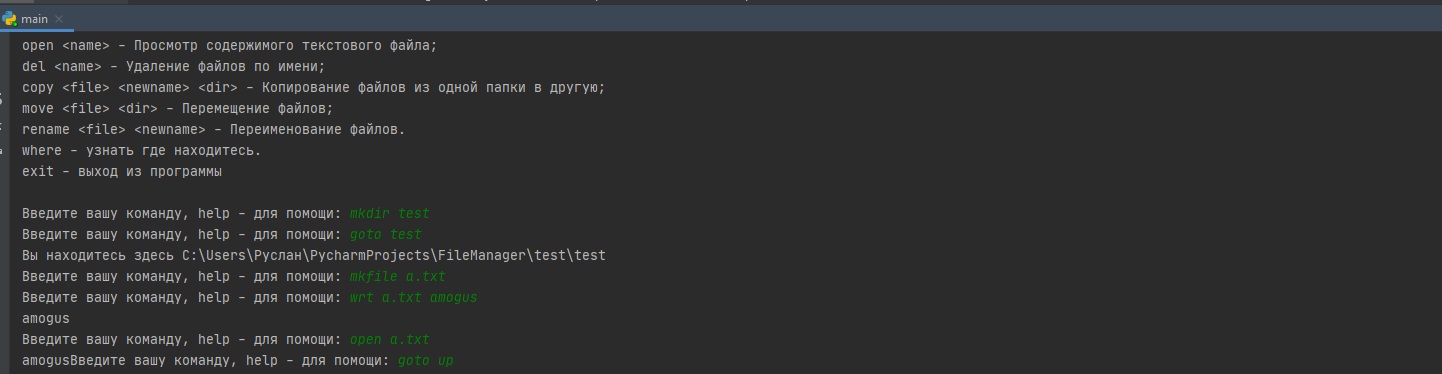 main
open <name> - Просмотр содержимого текстового файла;
del <name> - Удаление файлов по имени;
copy <file> <newname> <dir> - Копирование файлов из одной папки в другую;
move <file> <dir> - Перемещение файлов;
rename <file> <newname> - Переименование файлов.
where - узнать где находитесь.
exit - выход из программы
Введите вашу команду, help - для помощи: mkdir test
Введите вашу команду, help - для помощи: goto test
Вы находитесь здесь C:\Users\Руслан\PycharmProjects\FileManager\test\test
Введите вашу команду, help - для помощи: mkfile a.txt
Введите вашу команду, help - для помощи: wrt a.txt amogus
amogus
Введите вашу команду, help - для помощи: open a.txt
amogusВведите вашу команду, help - для помощи: goto up